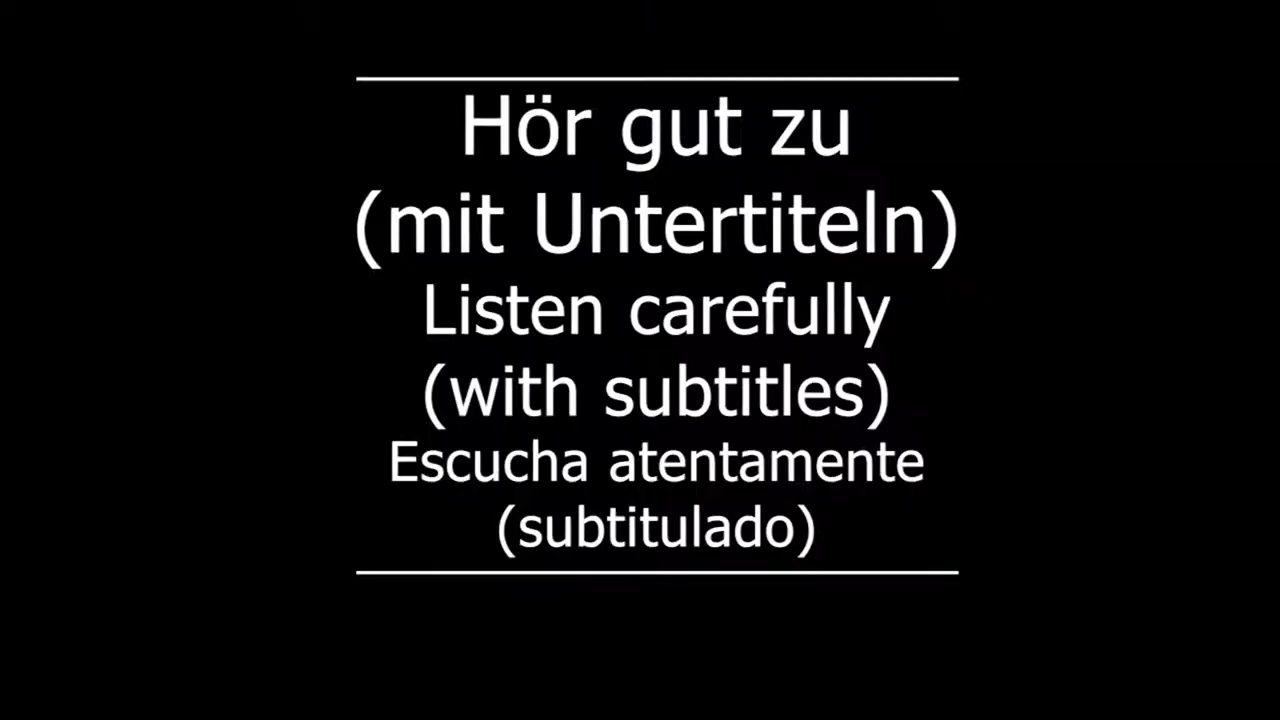 Hör gut zu
(mit Untertiteln)
Listen carefully
(with subtitles)
Escucha atentamente
(subtitulado)